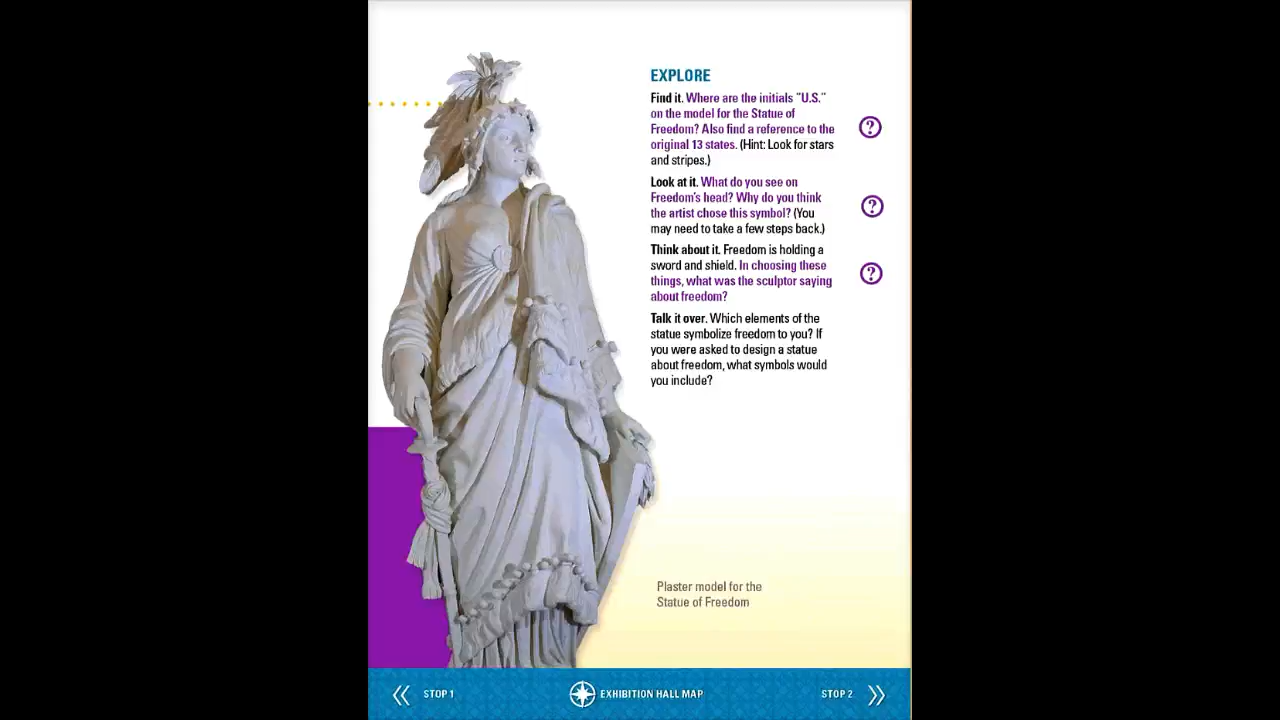 EXPLORE
Find it. Where are the initials "U.S."
on the model for the Statue of
Freedom? Also find a reference to the
original 13 states. (Hint: Look for stars
and stripes.)
?
Look at it. What do you see on
Freedom's head? Why do you think
the artist chose this symbol? (You
may need to take a few steps back.)
?
Think about it. Freedom is holding a
sword and shield. In choosing these
things, what was the sculptor saying
about freedom?
?
Talk it over. Which elements of the
statue symbolize freedom to you? If
you were asked to design a statue
about freedom, what symbols would
you include?
Plaster model for the
Statue of Freedom
STOP 1
EXHIBITION HALL MAP
STOP 2